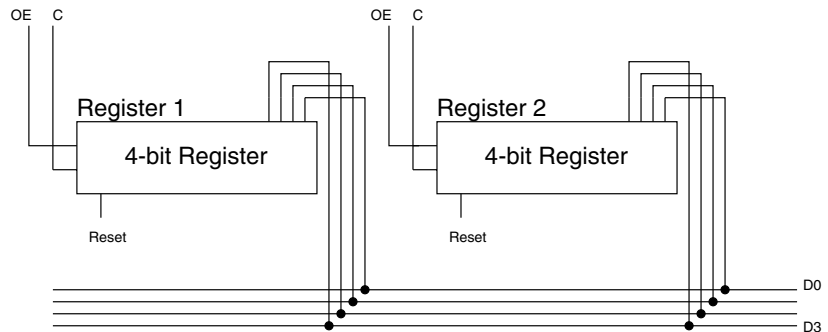 OE C OE C
Register 1 Register 2
4-bit Register 4-bit Register
Reset Reset
D0
D3